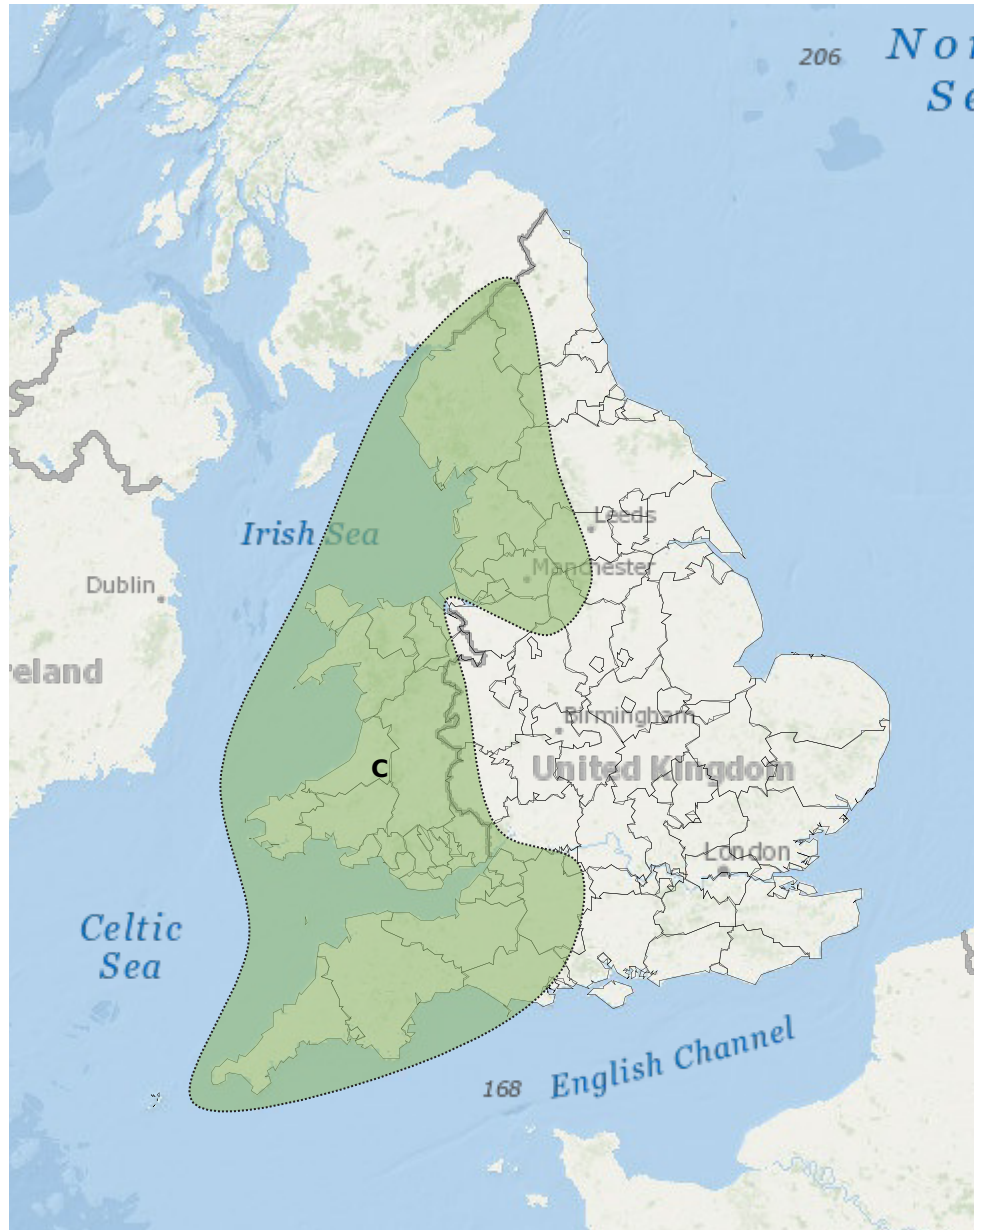 206
Nor
Se
Irish Sea
Leeds
Manchester
Dublin
reland
Birmingham
C
United Kingdom
London
Celtic
Sea
168
English Channel